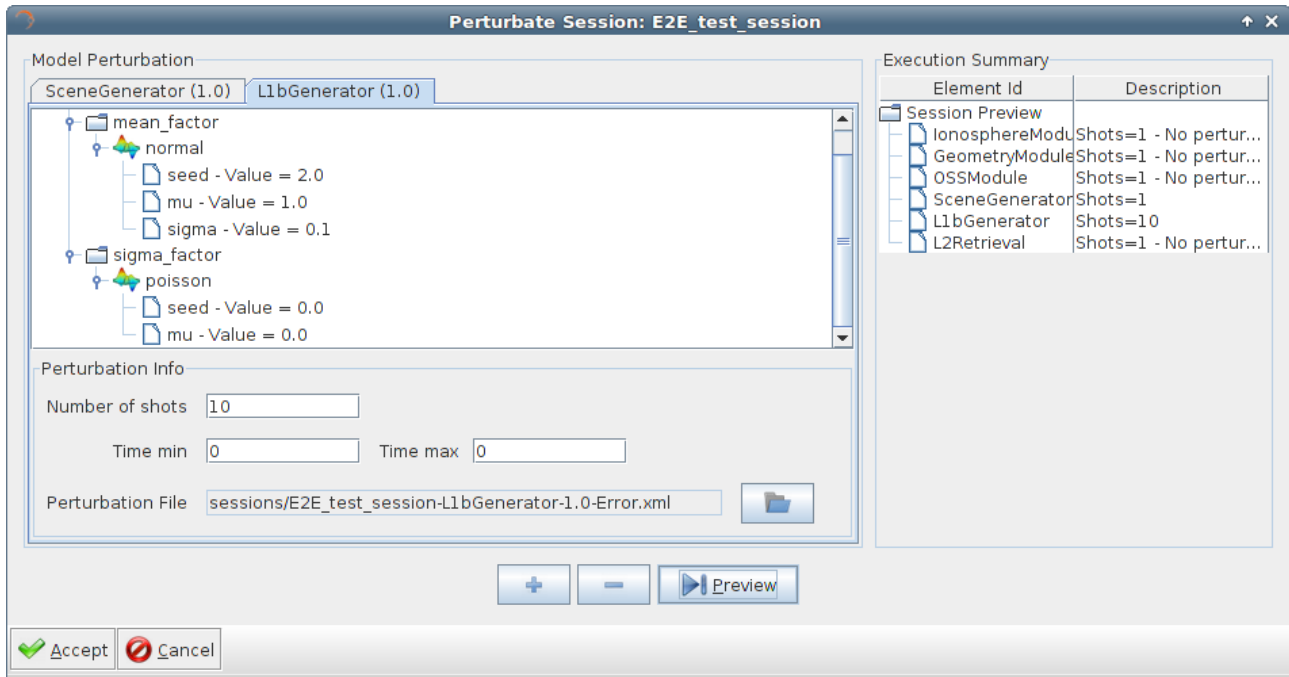 Perturbate Session: E2E_test_session
Model Perturbation
SceneGenerator (1.0) L1bGenerator (1.0)
mean_factor
normal
seed - Value = 2.0
mu - Value = 1.0
sigma - Value = 0.1
sigma_factor
poisson
seed - Value = 0.0
mu - Value = 0.0
Perturbation Info
Number of shots 10
Time min 0 Time max 0
Perturbation File sessions/E2E_test_session-L1bGenerator-1.0-Error.xml
Execution Summary
Element Id Description
Session Preview
IonosphereModu Shots=1 - No pertur...
GeometryModule Shots=1 - No pertur...
OSSModule Shots=1 - No pertur...
SceneGenerator Shots=1
L1bGenerator Shots=10
L2Retrieval Shots=1 - No pertur...
Preview
Accept Cancel